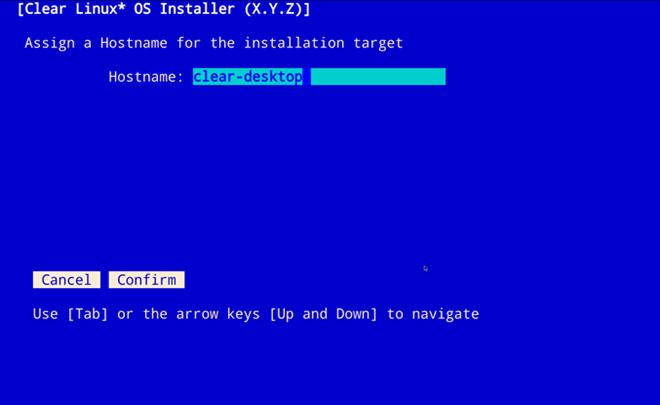 [Clear Linux* OS Installer (X.Y.Z)]
Assign a Hostname for the installation target
Hostname: clear-desktop
Cancel Confirm
Use [Tab] or the arrow keys [Up and Down] to navigate